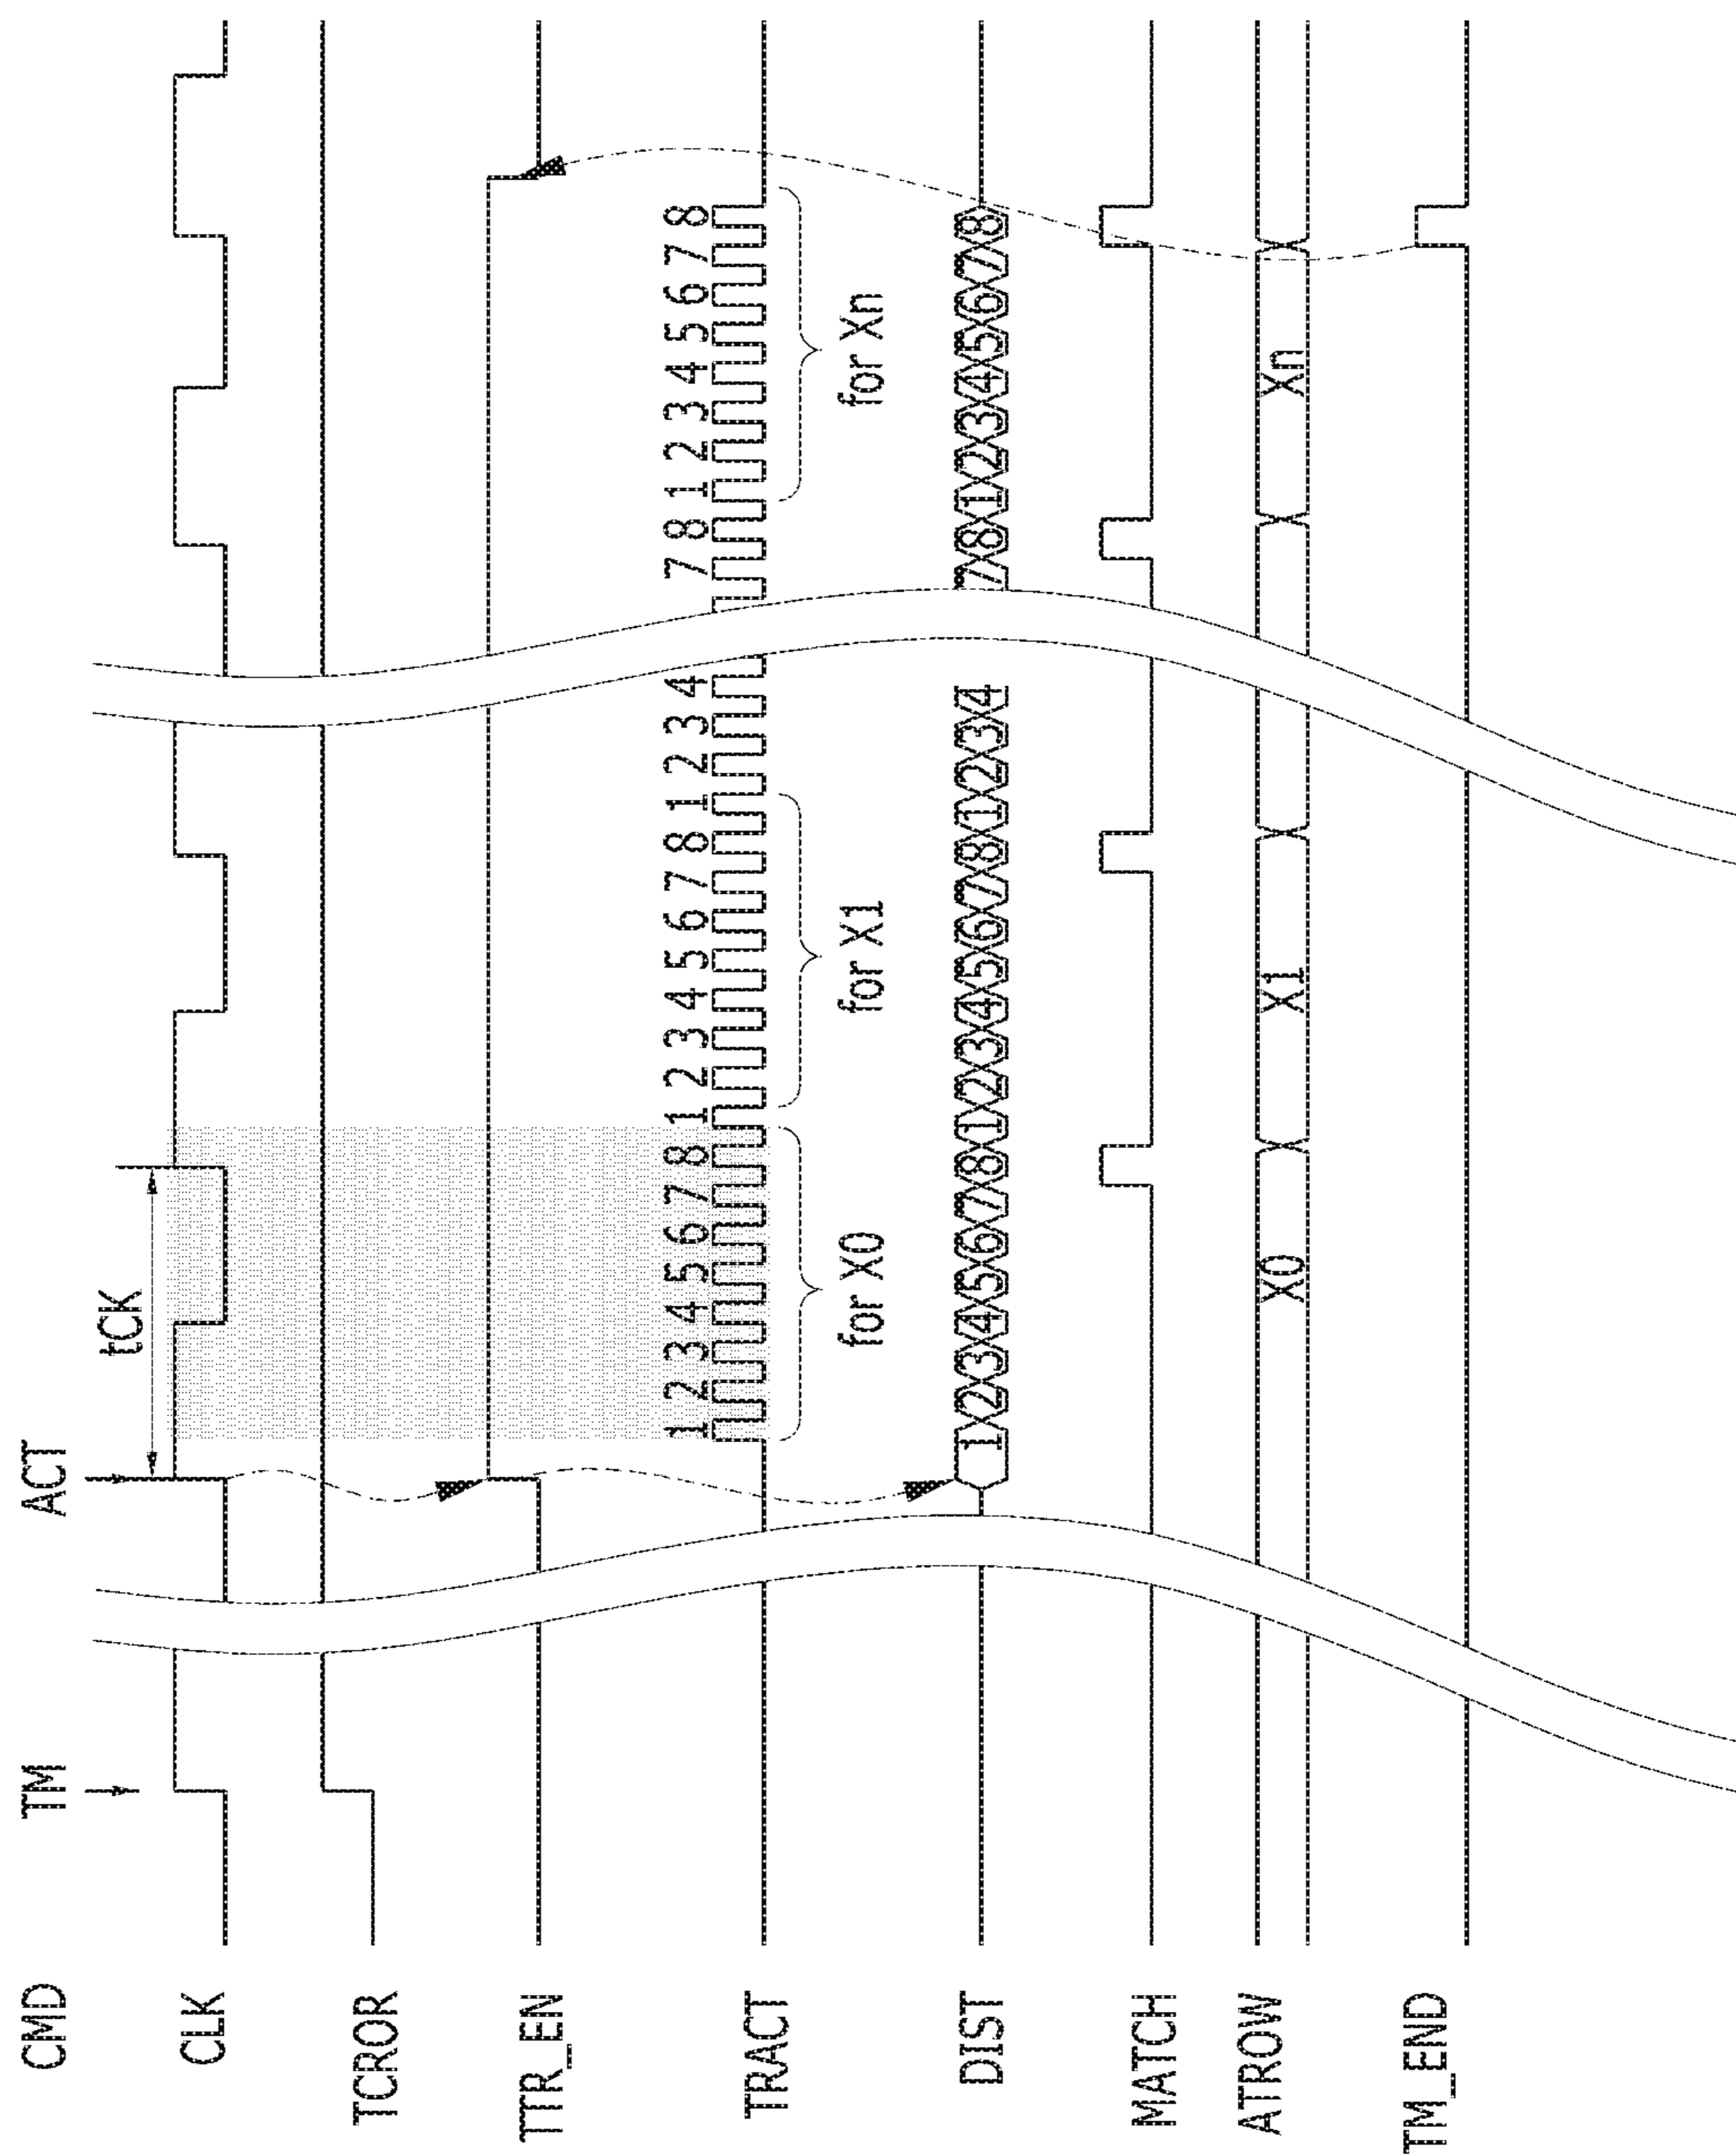 CMD TM ACT
tCK
CLK
TCROR
TTR_EN
1 2 3 4 5 6 7 8 1 2 3 4 5 6 7 8 1 2 3 4 7 8 1 2 3 4 5 6 7 8
TRACT
for X0 for X1 for Xn
DIST 1 2 3 4 5 6 7 8 1 2 3 4 5 6 7 8 1 2 3 4 7 8 1 2 3 4 5 6 7 8
MATCH
ATROW X0 X1 Xn
TM_END